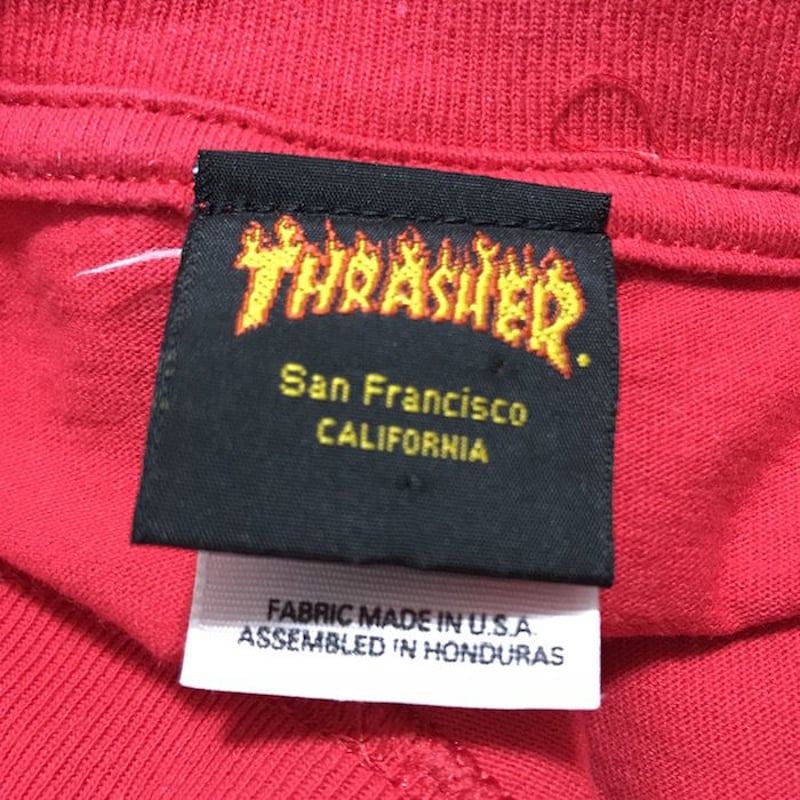 THRASHER.
San Francisco
CALIFORNIA
FABRIC MADE IN U.S.A.
ASSEMBLED IN HONDURAS